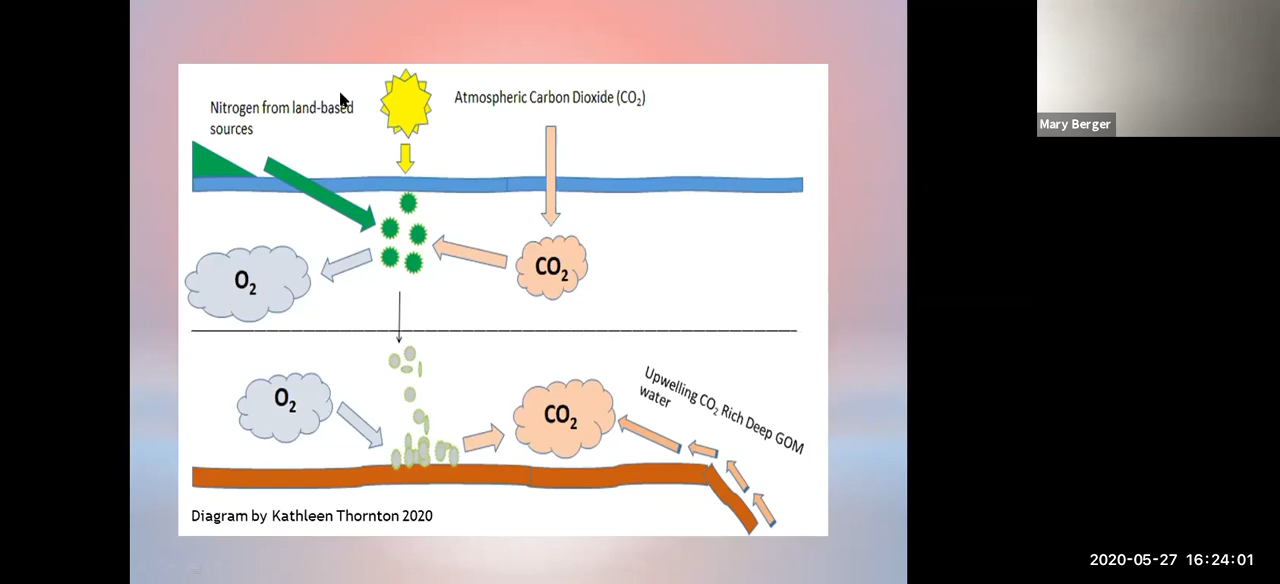 Nitrogen from land-based
sources
Atmospheric Carbon Dioxide (CO₂)
Mary Berger
O₂
CO₂
O₂
CO₂
Upwelling CO₂ Rich Deep GOM
water
Diagram by Kathleen Thornton 2020
2020-05-27 16:24:01